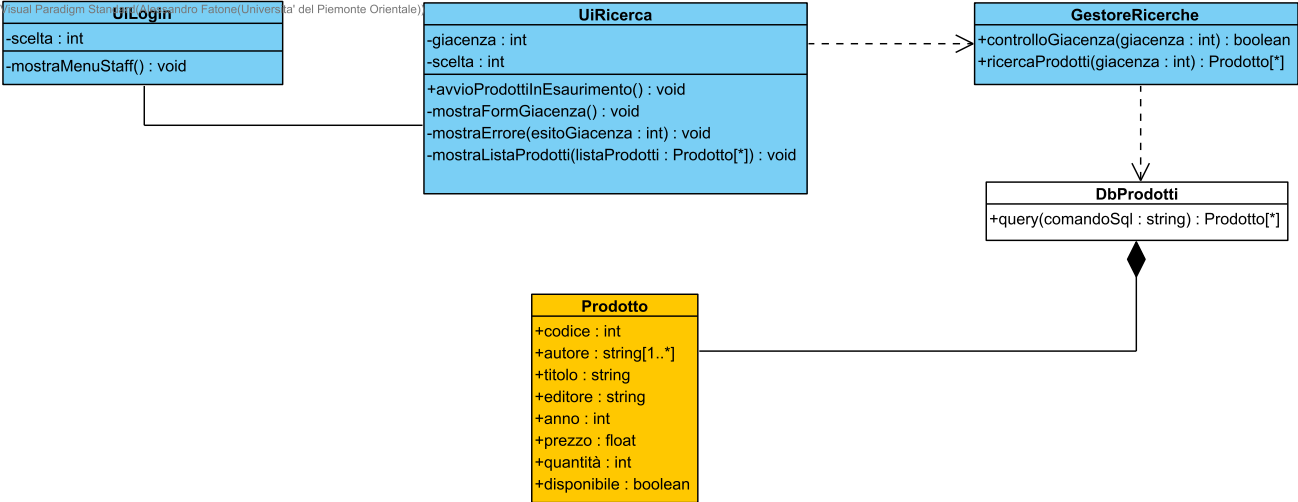 Visual Paradigm Standard(Alessandro Fatone(Universita' del Piemonte Orientale))
UiLogin
-scelta : int
-mostraMenuStaff() : void
UiRicerca
-giacenza : int
-scelta : int
+avvioProdottiInEsaurimento() : void
-mostraFormGiacenza() : void
-mostraErrore(esitoGiacenza : int) : void
-mostraListaProdotti(listaProdotti : Prodotto[*]) : void
GestoreRicerche
+controlloGiacenza(giacenza : int) : boolean
+ricercaProdotti(giacenza : int) : Prodotto[*]
DbProdotti
+query(comandoSql : string) : Prodotto[*]
Prodotto
+codice : int
+autore : string[1..*]
+titolo : string
+editore : string
+anno : int
+prezzo : float
+quantità : int
+disponibile : boolean